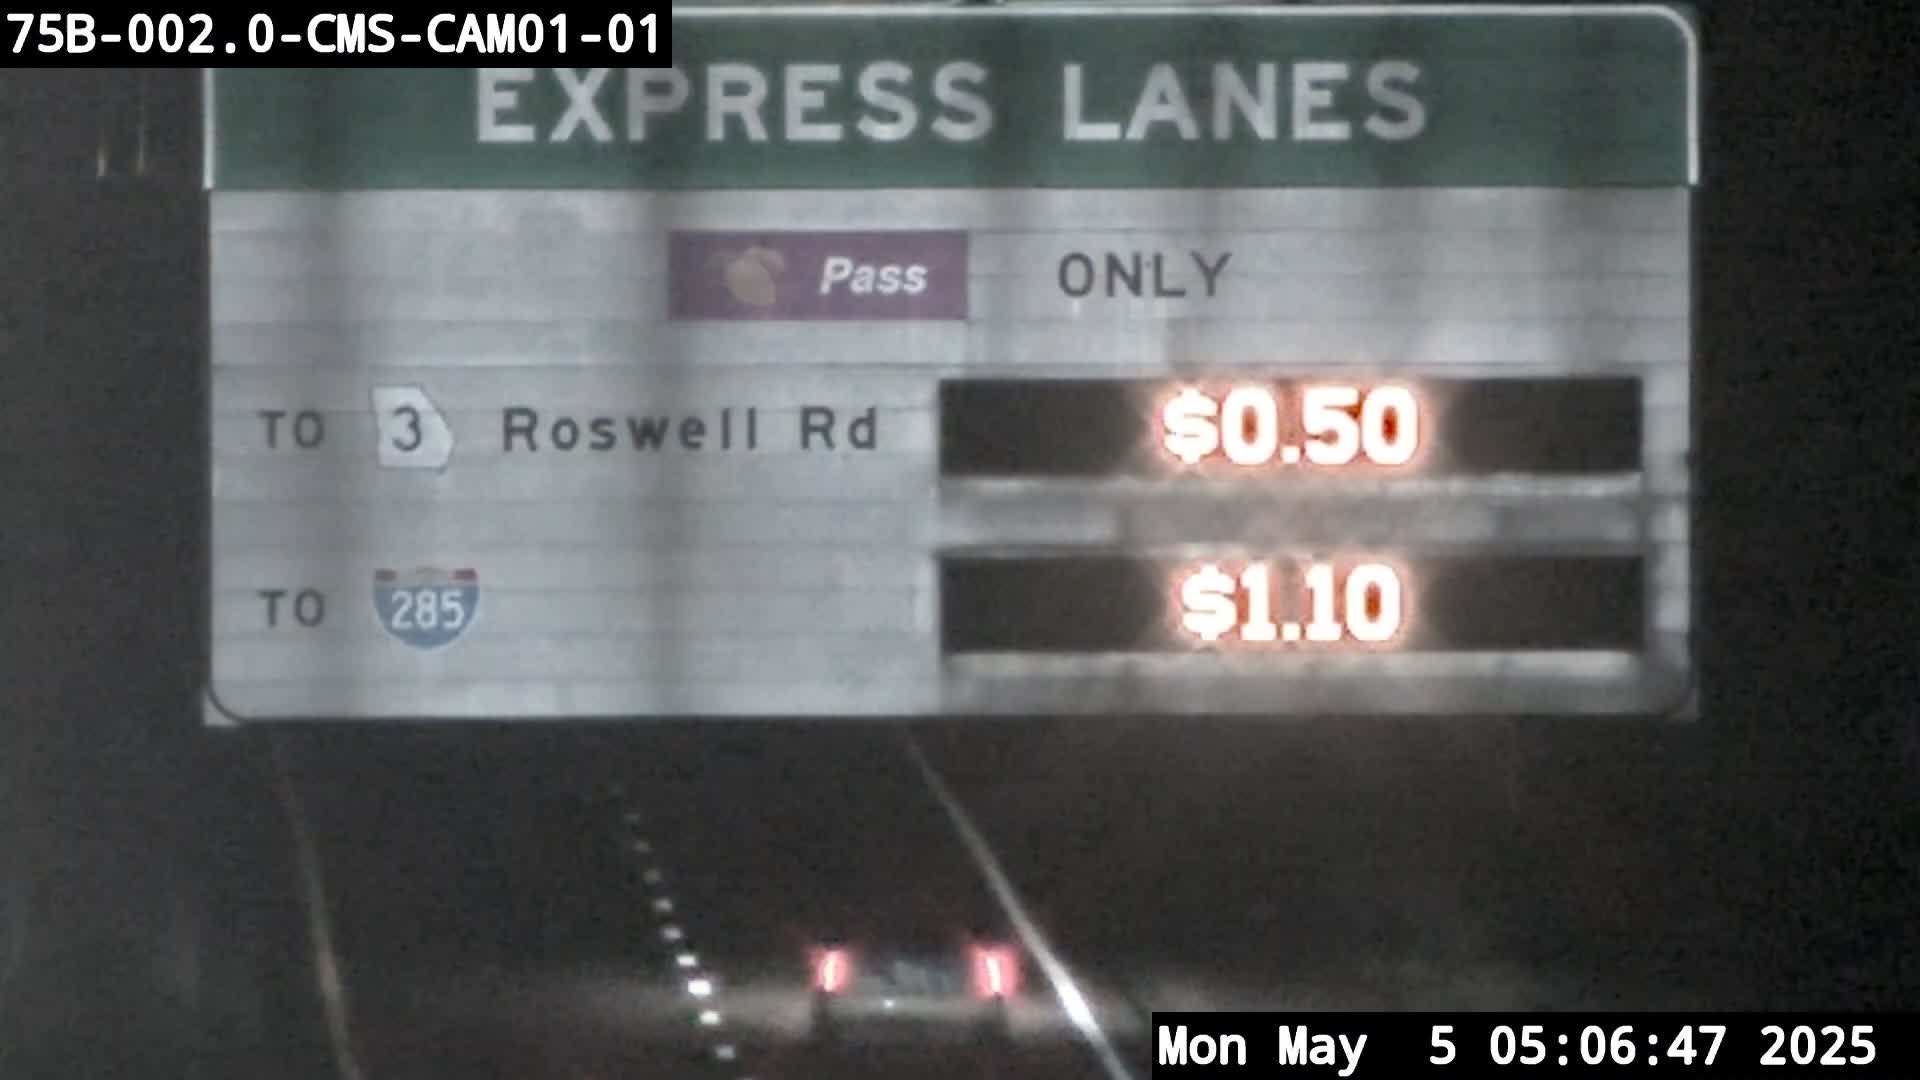 75B-002.0-CMS-CAM01-01
EXPRESS LANES
Pass ONLY
TO 3 Roswell Rd $0.50
TO 285 $1.10
Mon May 5 05:06:47 2025